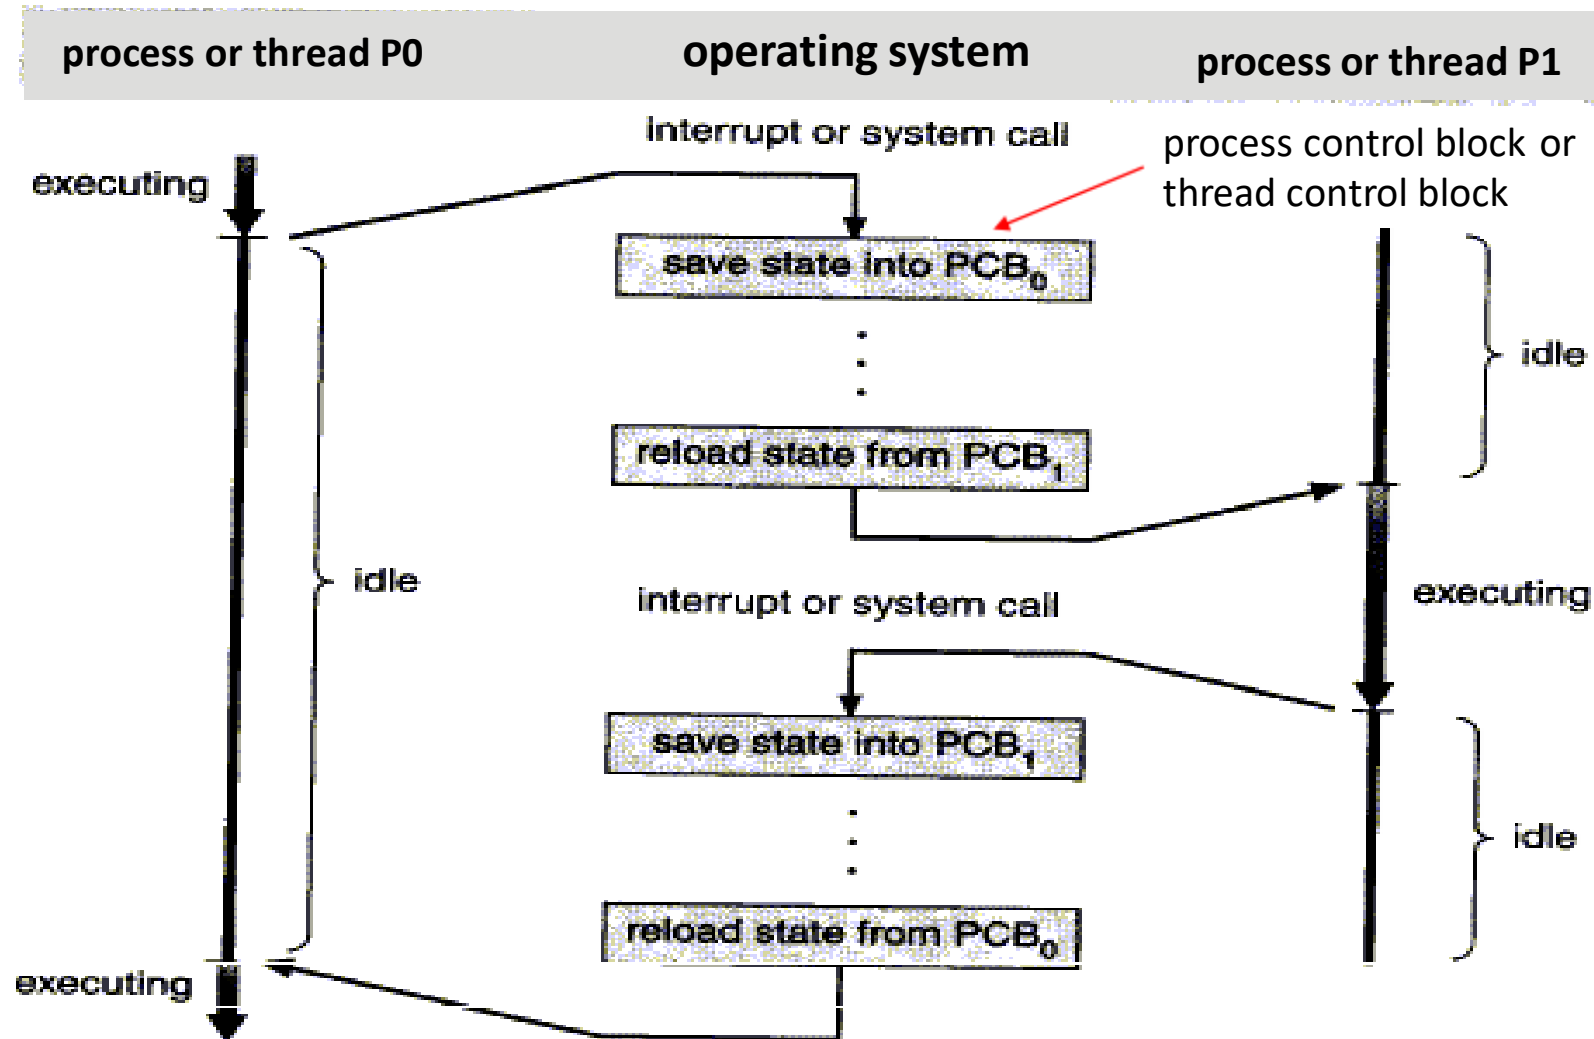 process or thread P0
operating system
process or thread P1
interrupt or system call
process control block or
thread control block
executing
save state into PCB0
idle
reload state from PCB1
idle
interrupt or system call
executing
save state into PCB1
idle
reload state from PCB0
executing